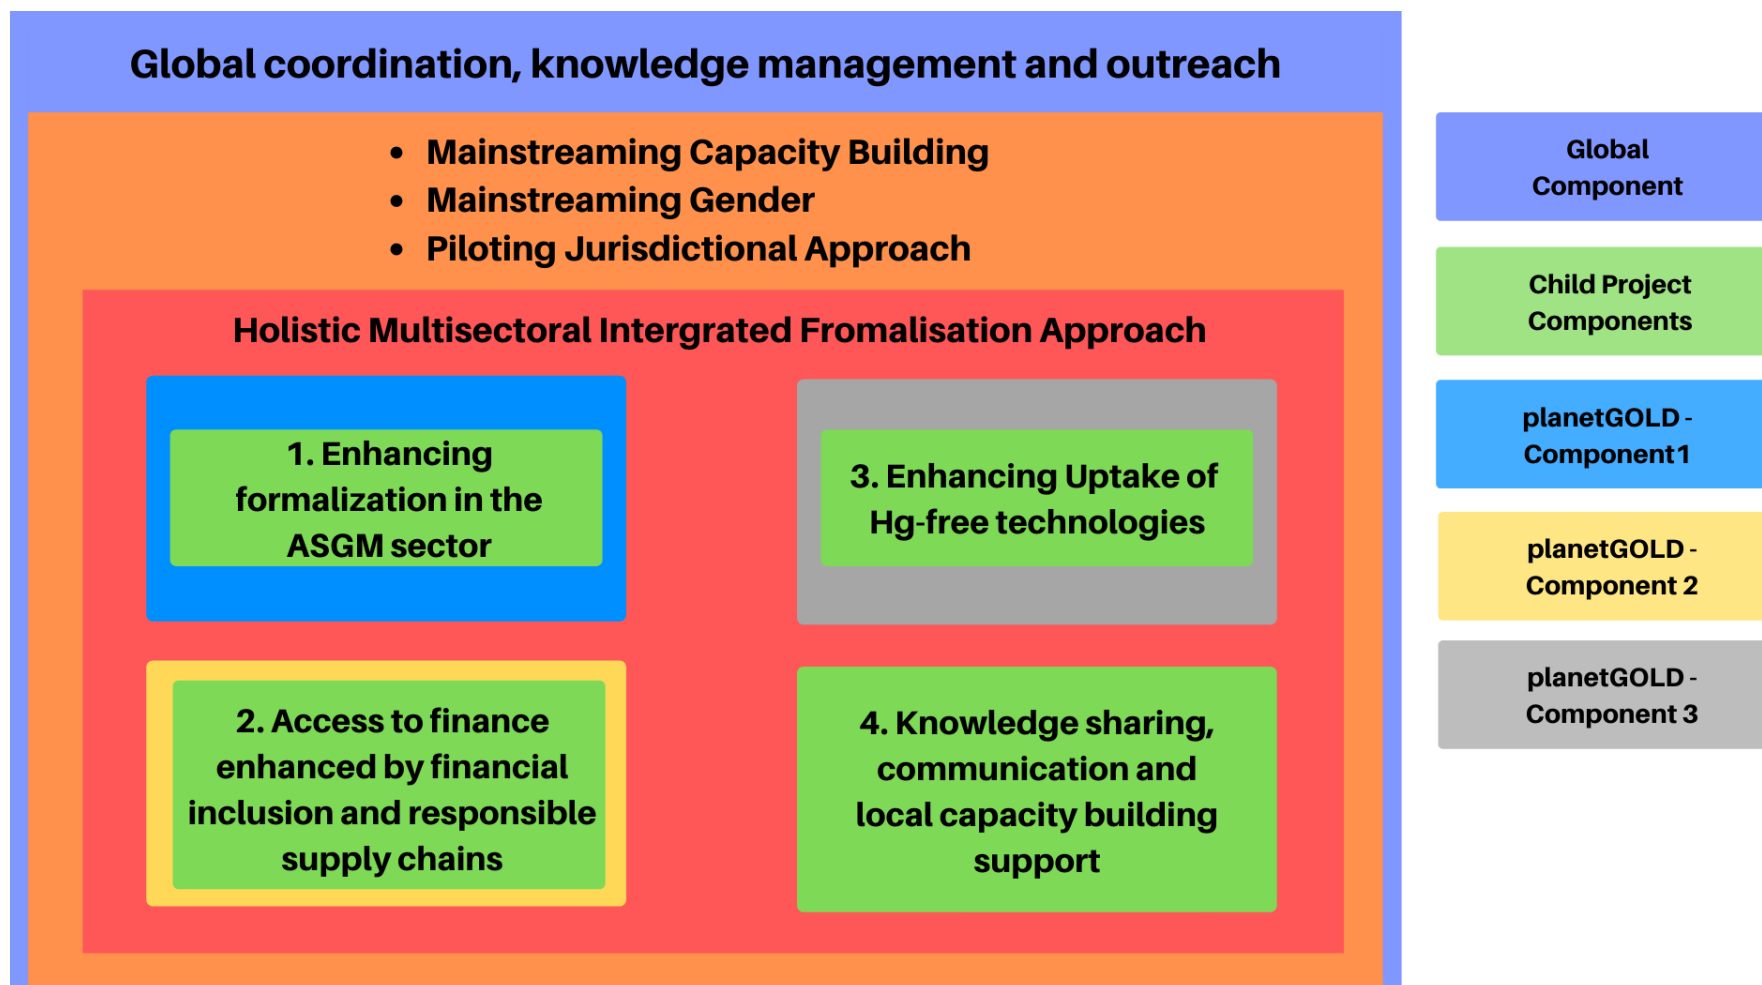 Global coordination, knowledge management and outreach
• Mainstreaming Capacity Building
• Mainstreaming Gender
• Piloting Jurisdictional Approach
Holistic Multisectoral Intergrated Fromalisation Approach
1. Enhancing
formalization in the
ASGM sector
3. Enhancing Uptake of
Hg-free technologies
2. Access to finance
enhanced by financial
inclusion and responsible
supply chains
4. Knowledge sharing,
communication and
local capacity building
support
Global
Component
Child Project
Components
planetGOLD -
Component1
planetGOLD -
Component 2
planetGOLD -
Component 3